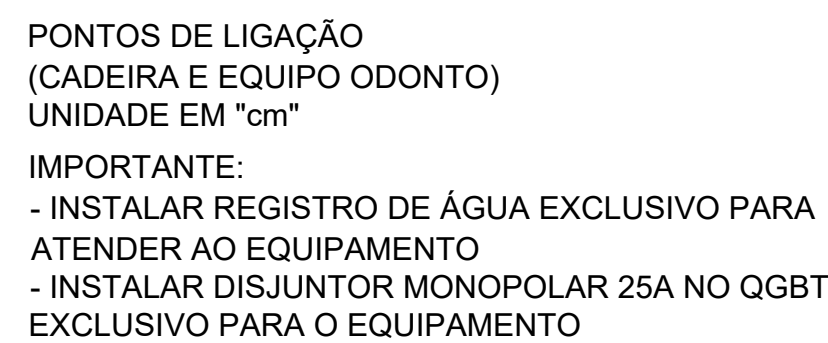 PONTOS DE LIGAÇÃO
(CADEIRA E EQUIPO ODONTO)
UNIDADE EM "cm"
IMPORTANTE:
- INSTALAR REGISTRO DE ÁGUA EXCLUSIVO PARA
ATENDER AO EQUIPAMENTO
- INSTALAR DISJUNTOR MONOPOLAR 25A NO QGBT
EXCLUSIVO PARA O EQUIPAMENTO